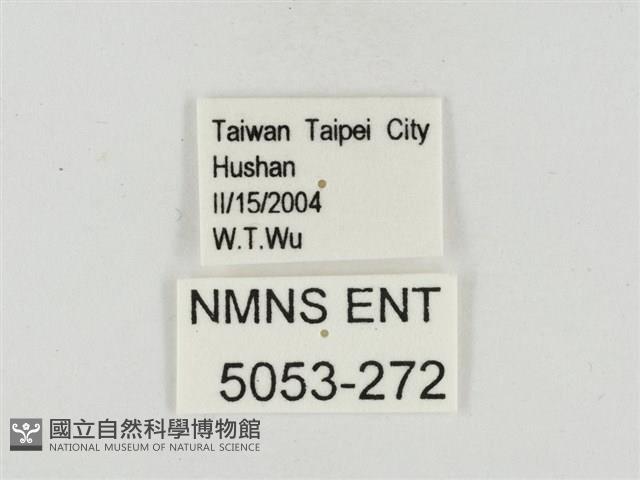 Taiwan Taipei City
Hushan
II/15/2004
W.T.Wu
NMNS ENT
5053-272
國立自然科學博物館
NATIONAL MUSEUM OF NATURAL SCIENCE